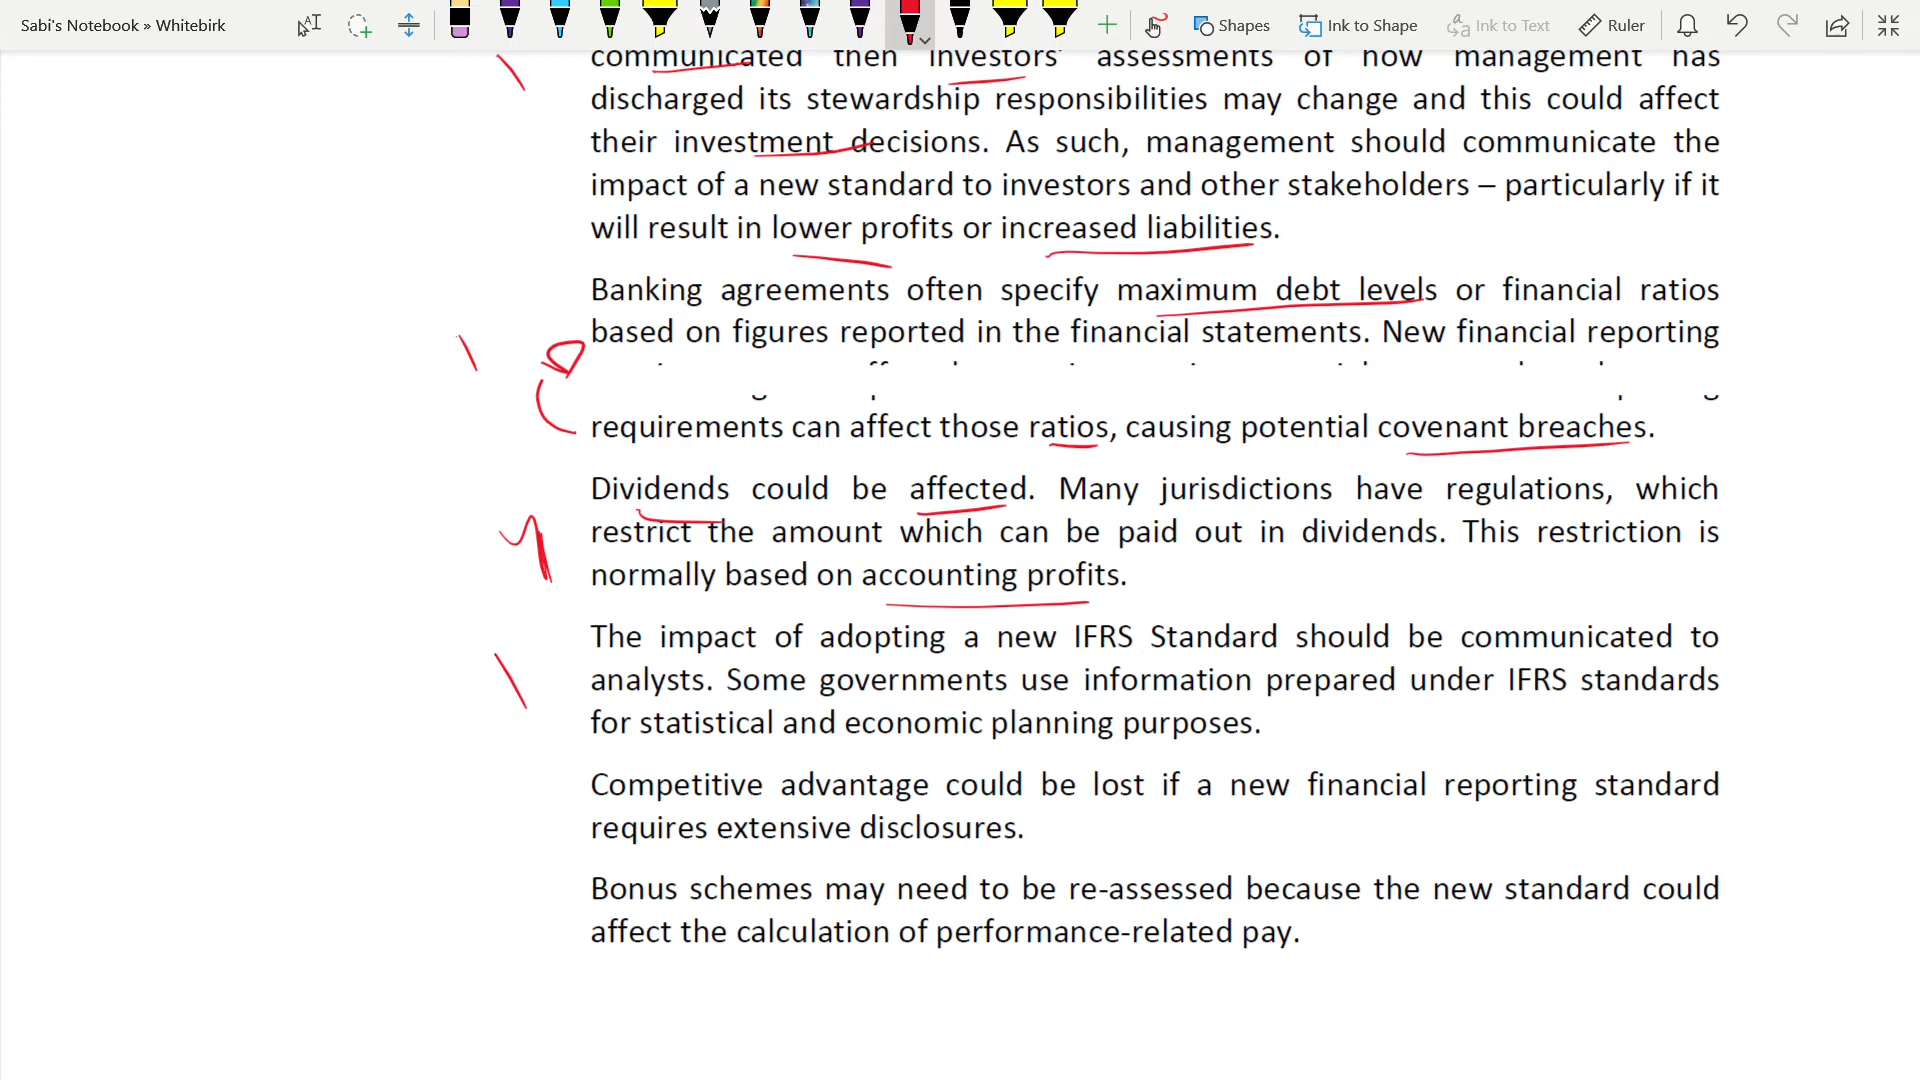 Sabi's Notebook » Whitebirk
Shapes
Ink to Shape
Ink to Text
Ruler
communicated then investors' assessments of how management has
discharged its stewardship responsibilities may change and this could affect
their investment decisions. As such, management should communicate the
impact of a new standard to investors and other stakeholders – particularly if it
will result in lower profits or increased liabilities.
Banking agreements often specify maximum debt levels or financial ratios
based on figures reported in the financial statements. New financial reporting
requirements can affect those ratios, causing potential covenant breaches.
Dividends could be affected. Many jurisdictions have regulations, which
restrict the amount which can be paid out in dividends. This restriction is
normally based on accounting profits.
The impact of adopting a new IFRS Standard should be communicated to
analysts. Some governments use information prepared under IFRS standards
for statistical and economic planning purposes.
Competitive advantage could be lost if a new financial reporting standard
requires extensive disclosures.
Bonus schemes may need to be re-assessed because the new standard could
affect the calculation of performance-related pay.